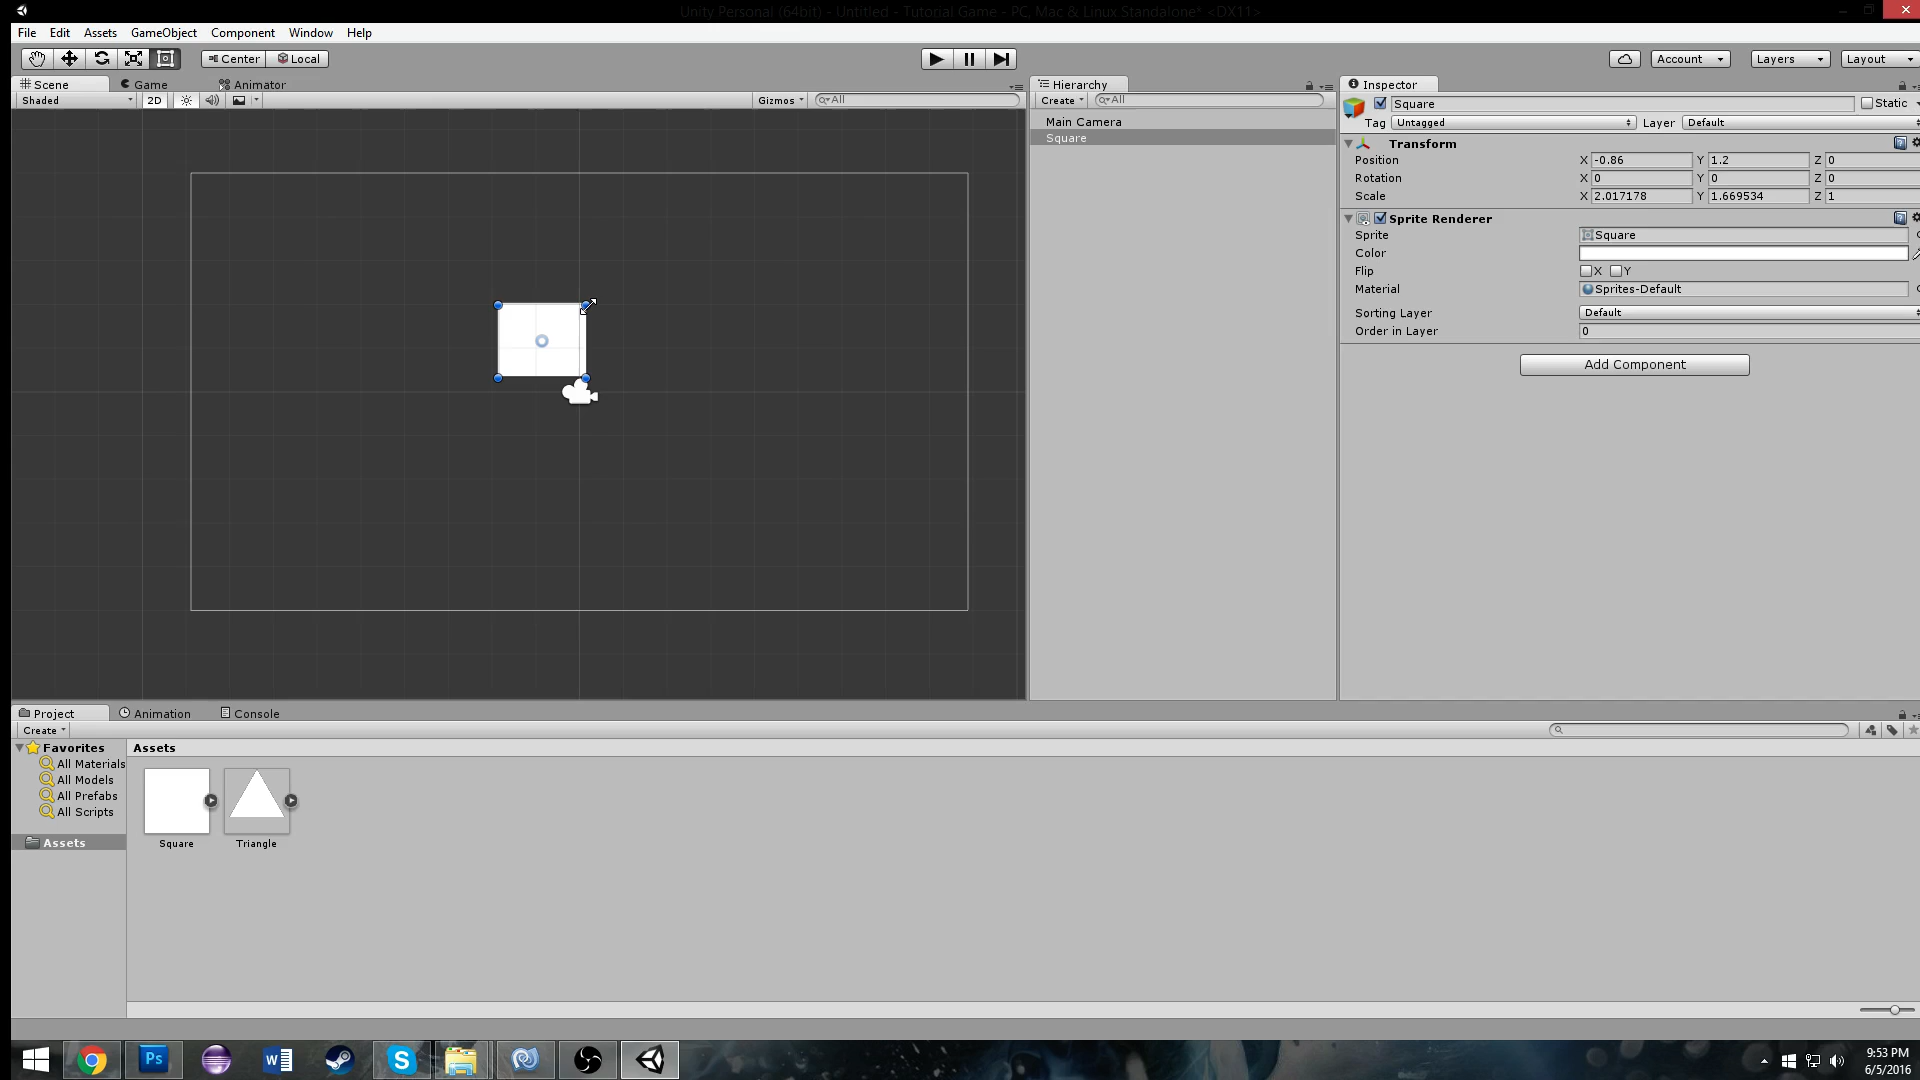 Unity Personal (64bit) - Untitled - Tutorial Game - PC, Mac & Linux Standalone* <DX11>
File Edit Assets GameObject Component Window Help
Center Local Account Layers Layout
Scene Game Animator Hierarchy Inspector
Shaded 2D Gizmos All Create All Square Static
Main Camera Tag Untagged Layer Default
Square
Transform
Position X -0.86 Y 1.2 Z 0
Rotation X 0 Y 0 Z 0
Scale X 2.017178 Y 1.669534 Z 1
Sprite Renderer
Sprite Square
Color
Flip X Y
Material Sprites-Default
Sorting Layer Default
Order in Layer 0
Add Component
Project Animation Console
Create
Favorites Assets
All Materials
All Models
All Prefabs
All Scripts
Assets Square Triangle
Ps
9:53 PM
6/5/2016